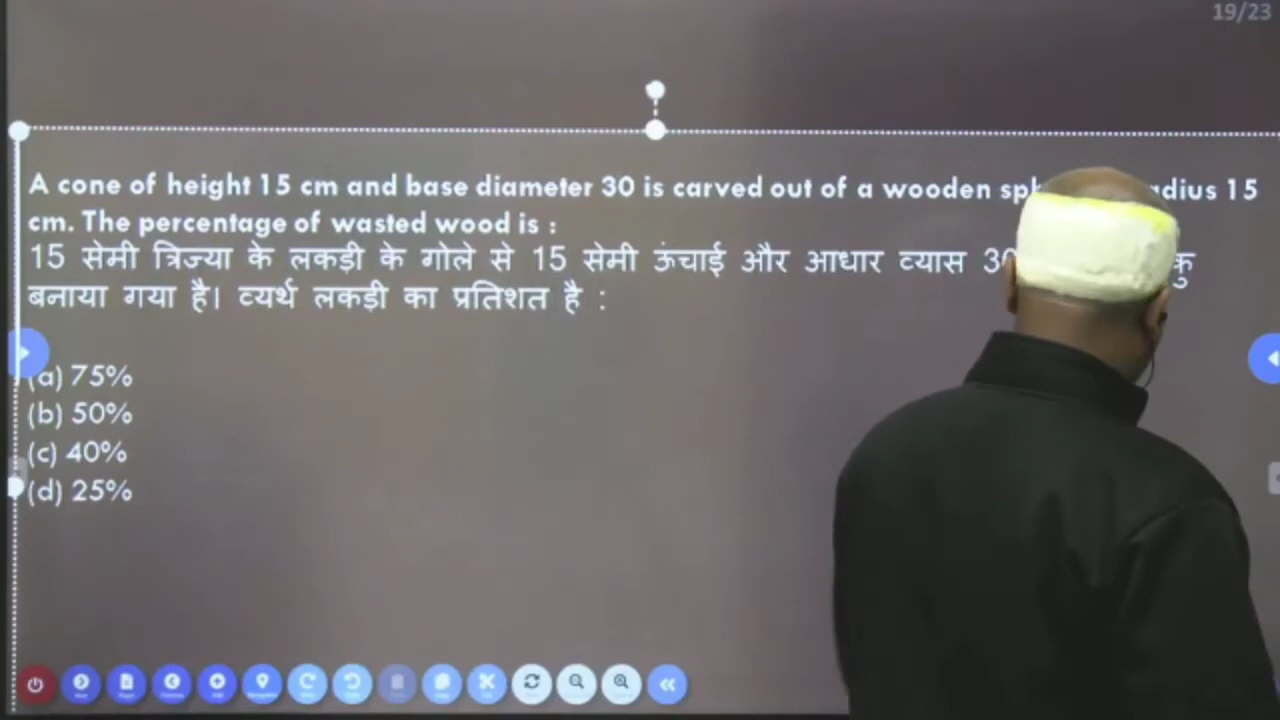 19/23
A cone of height 15 cm and base diameter 30 is carved out of a wooden adius 15
cm. The percentage of wasted wood is :
15 सेमी त्रिज्या के लकड़ी के गोले से 15 सेमी ऊंचाई और आधार व्यास
बनाया गया है। व्यर्थ लकड़ी का प्रतिशत है :
(a) 75%
(b) 50%
(c) 40%
(d) 25%